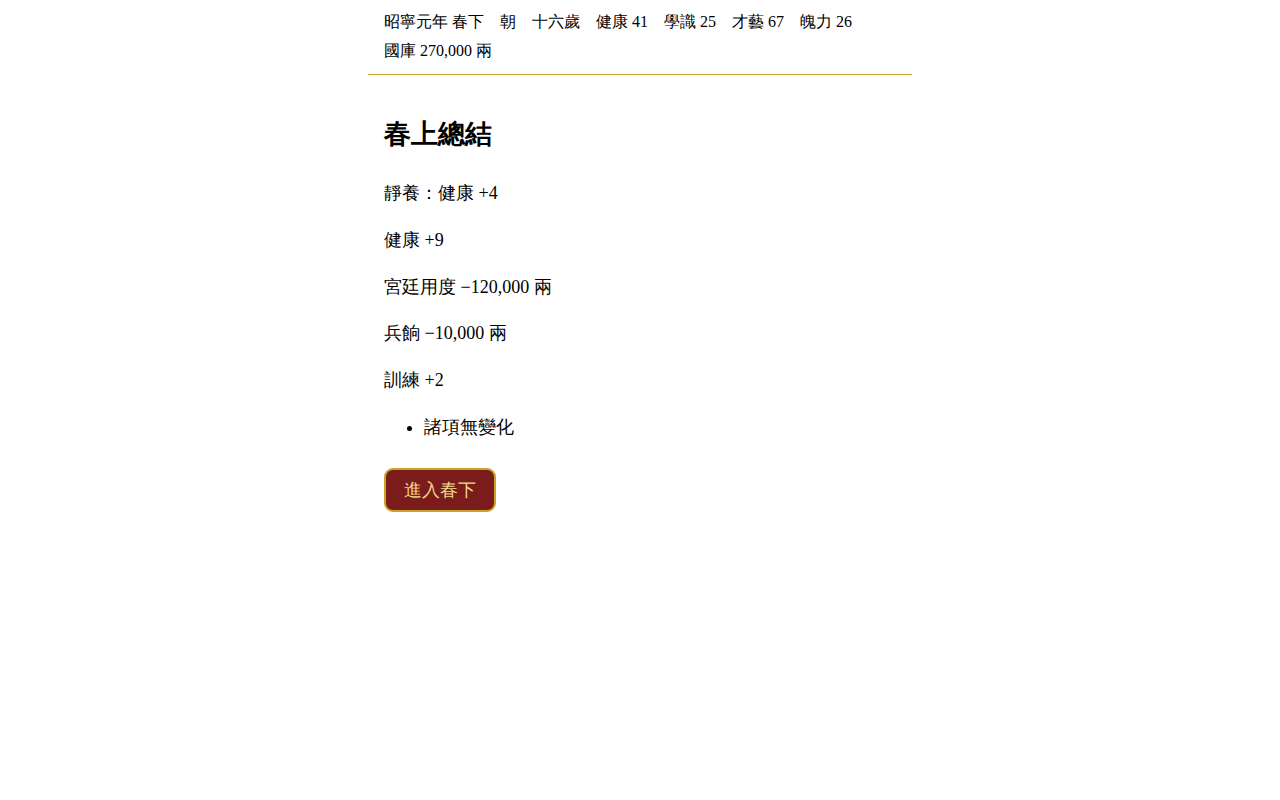 昭寧元年 春下 朝 十六歲 健康 41 學識 25 才藝 67 魄力 26
國庫 270,000 兩
春上總結
靜養：健康 +4
健康 +9
宮廷用度 −120,000 兩
兵餉 −10,000 兩
訓練 +2
• 諸項無變化
進入春下